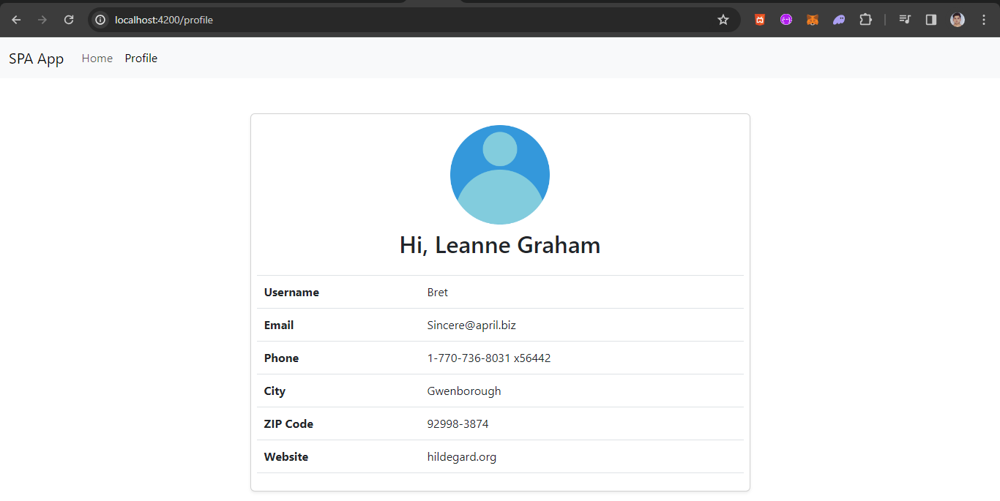 localhost:4200/profile
SPA App Home Profile
Hi, Leanne Graham
Username Bret
Email Sincere@april.biz
Phone 1-770-736-8031 x56442
City Gwenborough
ZIP Code 92998-3874
Website hildegard.org